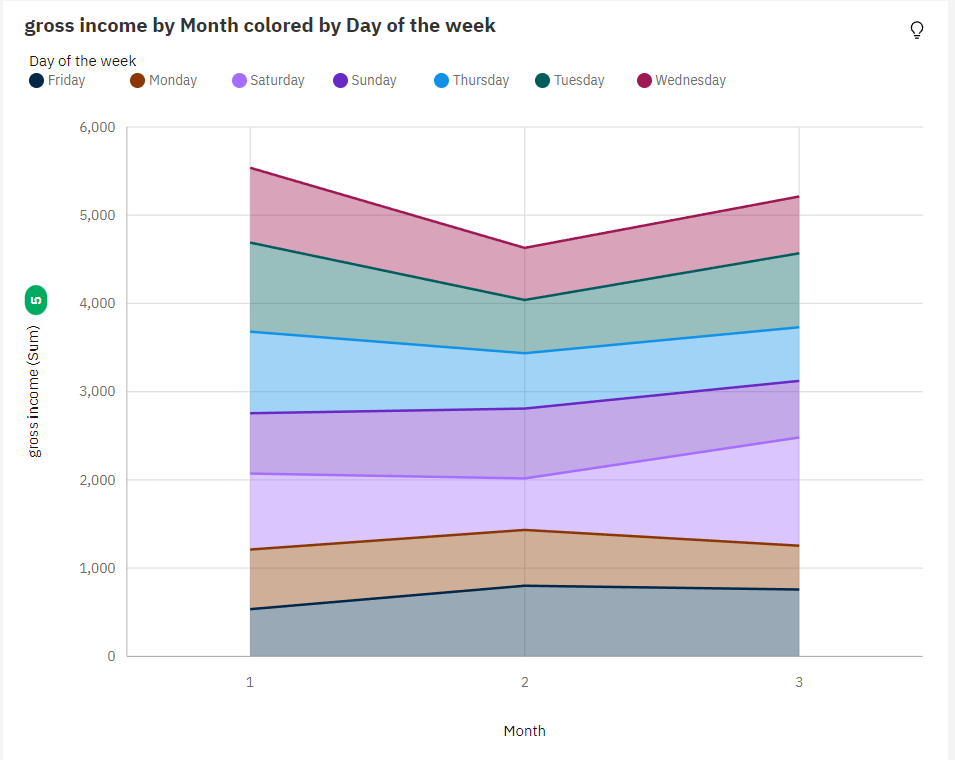 gross income by Month colored by Day of the week
Day of the week
Friday Monday Saturday Sunday Thursday Tuesday Wednesday
6,000
5,000
4,000
3,000
2,000
1,000
0
5
gross income (Sum)
1 2 3
Month